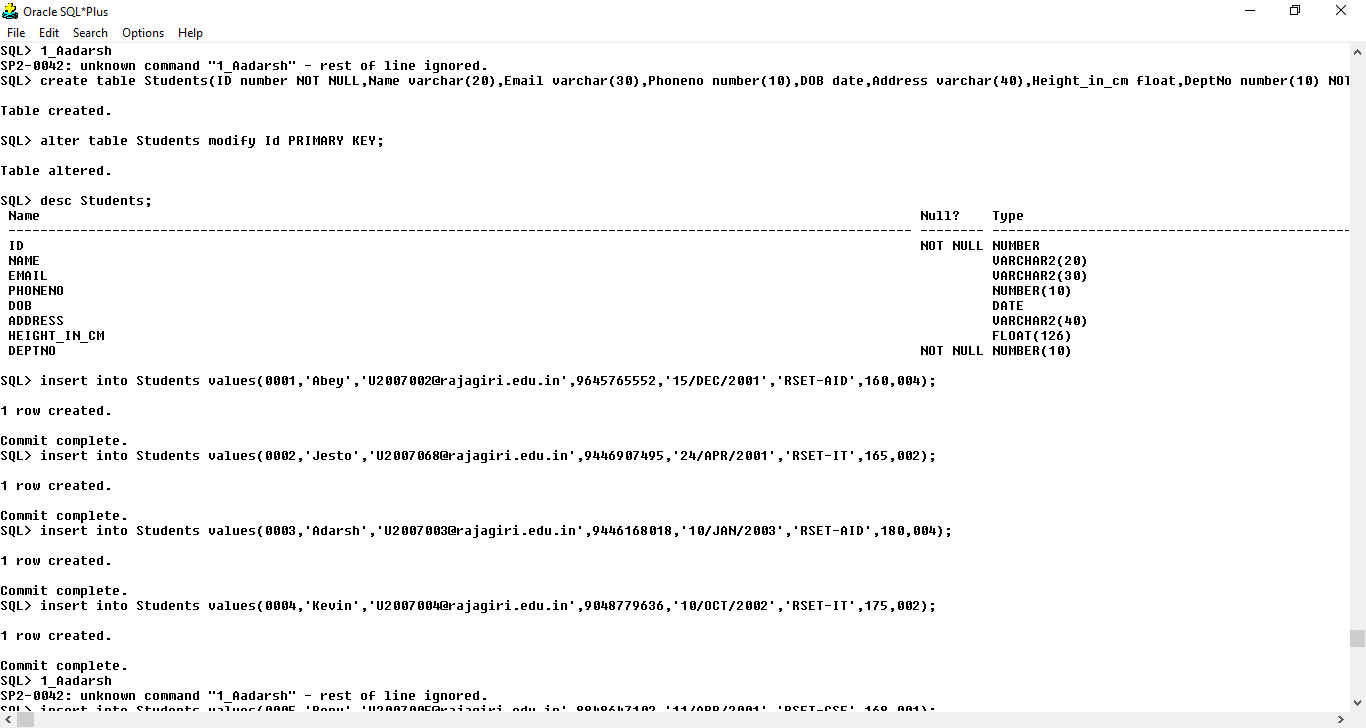 Oracle SQL*Plus
File Edit Search Options Help
SQL> 1_Aadarsh
SP2-0042: unknown command "1_Aadarsh" - rest of line ignored.
SQL> create table Students(ID number NOT NULL,Name varchar(20),Email varchar(30),Phoneno number(10),DOB date,Address varchar(40),Height_in_cm float,DeptNo number(10) NOT
Table created.
SQL> alter table Students modify Id PRIMARY KEY;
Table altered.
SQL> desc Students;
Name Null? Type
ID NOT NULL NUMBER
NAME VARCHAR2(20)
EMAIL VARCHAR2(30)
PHONENO NUMBER(10)
DOB DATE
ADDRESS VARCHAR2(40)
HEIGHT_IN_CM FLOAT(126)
DEPTNO NOT NULL NUMBER(10)
SQL> insert into Students values(0001,'Abey','U2007002@rajagiri.edu.in',9645765552,'15/DEC/2001','RSET-AID',160,004);
1 row created.
Commit complete.
SQL> insert into Students values(0002,'Jesto','U2007068@rajagiri.edu.in',9446907495,'24/APR/2001','RSET-IT',165,002);
1 row created.
Commit complete.
SQL> insert into Students values(0003,'Adarsh','U2007003@rajagiri.edu.in',9446168018,'10/JAN/2003','RSET-AID',180,004);
1 row created.
Commit complete.
SQL> insert into Students values(0004,'Kevin','U2007004@rajagiri.edu.in',9048779636,'10/OCT/2002','RSET-IT',175,002);
1 row created.
Commit complete.
SQL> 1_Aadarsh
SP2-0042: unknown command "1_Aadarsh" - rest of line ignored.
SQL> insert into Students